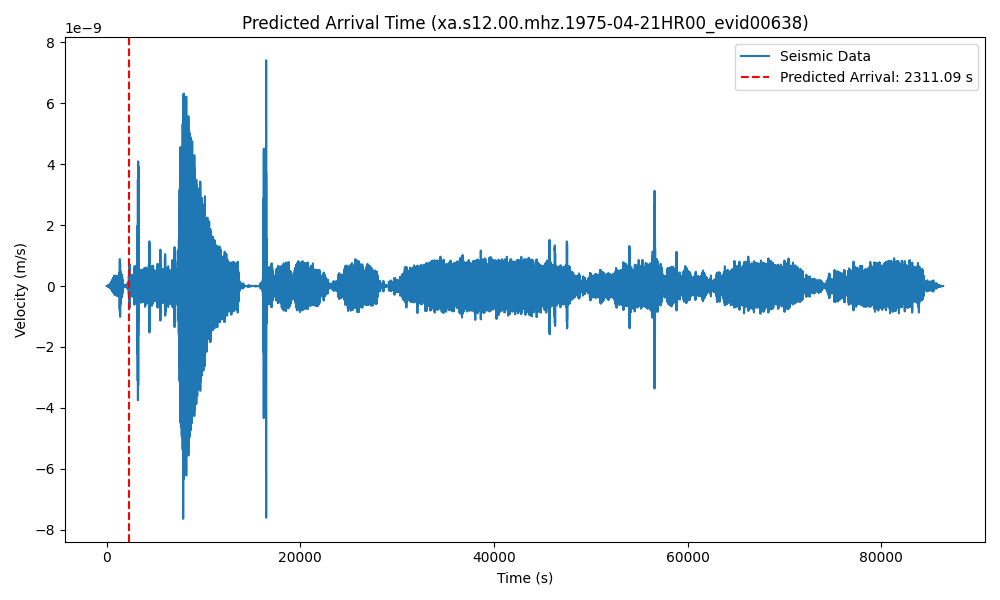 Predicted Arrival Time (xa.s12.00.mhz.1975-04-21HR00_evid00638)
1e−9
Seismic Data
Predicted Arrival: 2311.09 s
8
6
4
2
0
−2
−4
−6
−8
Velocity (m/s)
0
20000
40000
60000
80000
Time (s)